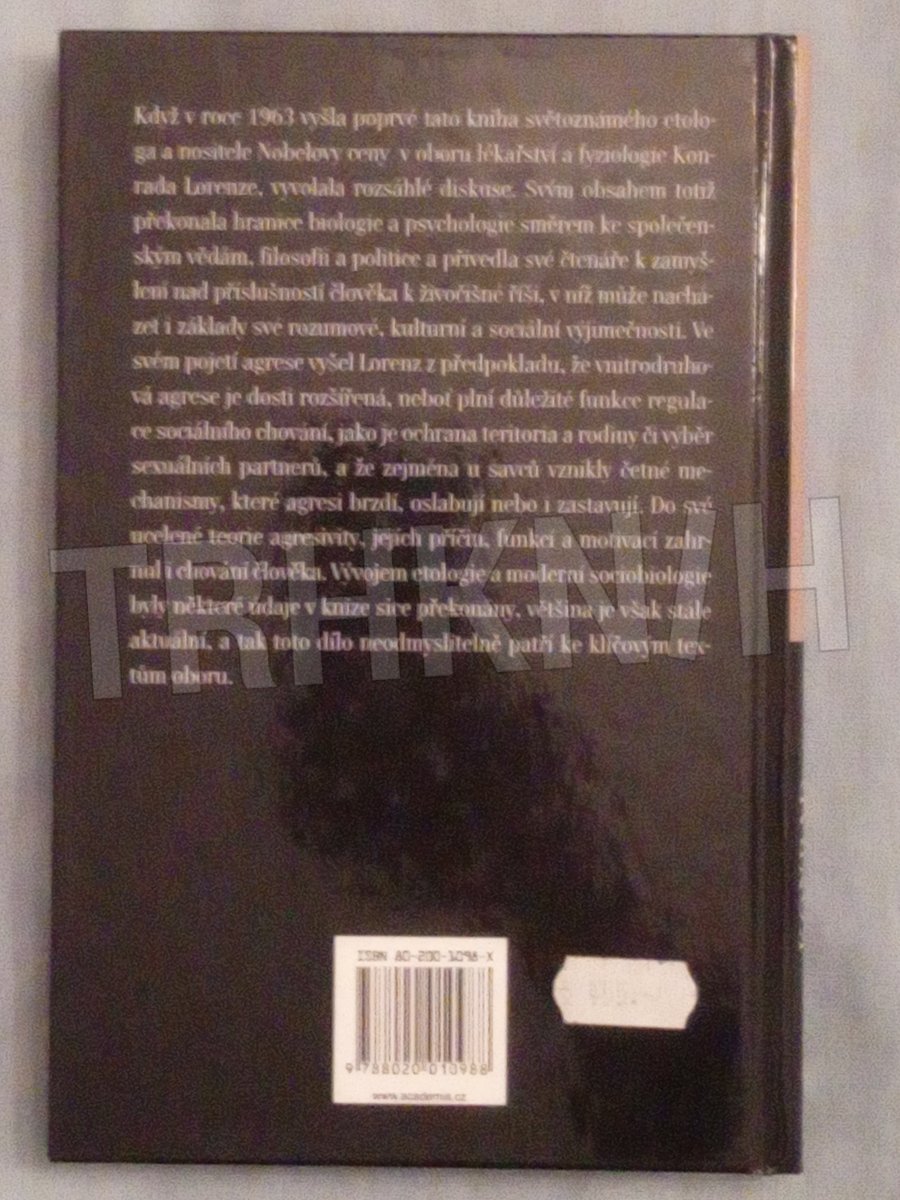 Když v roce 1963 vyšla poprvé tato kniha světoznámého etolo-
ga a nositele Nobelovy ceny v oboru lékařství a fyziologie Kon-
rada Lorenze, vyvolala rozsáhlé diskuse. Svým obsahem totiž
překonala hranice biologie a psychologie směrem ke společen-
ským vědám, filosofii a politice a přivedla své čtenáře k zamyš-
lení nad příslušností člověka k živočišné říši, v níž může nachá-
zet i základy své rozumové, kulturní a sociální výjimečnosti. Ve
svém pojetí agrese vyšel Lorenz z předpokladu, že vnitrodruho-
vá agrese je dosti rozšířená, neboť plní důležité funkce regula-
ce sociálního chování, jako je ochrana teritoria a rodiny či výběr
sexuálních partnerů, a že zejména u savců vznikly četné me-
chanismy, které agresi brzdí, oslabují nebo i zastavují. Do své
ucelené teorie agresivity, jejích příčin, funkcí a motivací zahr-
nul i chování člověka. Vývojem etologie a moderní sociobiologie
byly některé údaje v knize sice překonány, většina je však stále
aktuální, a tak toto dílo neodmyslitelně patří ke klíčovým tex-
tům oboru.
TRHKNIH
ISBN 80-200-1098-X
9 788020 010988
www.academia.cz